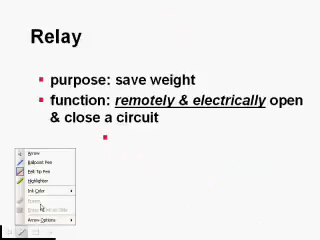 Relay
purpose: save weight
function: remotely & electrically open
& close a circuit
Arrow
Ballpoint Pen
Felt Tip Pen
Highlighter
Ink Color
Eraser
Arrow Options